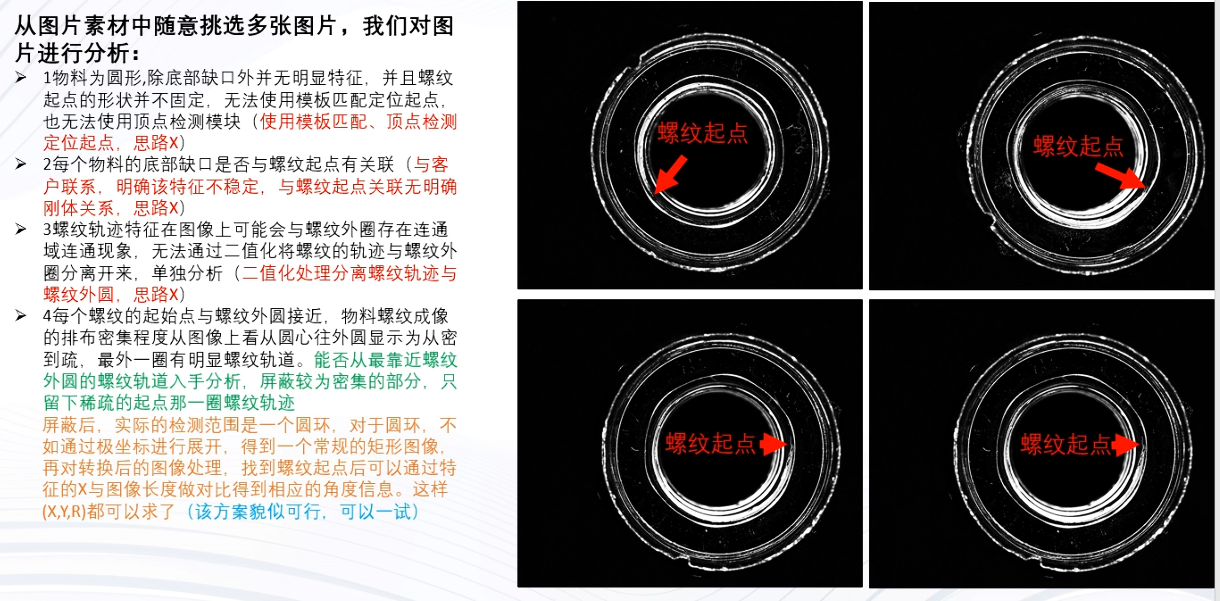 从图片素材中随意挑选多张图片，我们对图
片进行分析：
➢ 1物料为圆形,除底部缺口外并无明显特征，并且螺纹
起点的形状并不固定，无法使用模板匹配定位起点，
也无法使用顶点检测模块（使用模板匹配、顶点检测
定位起点，思路X）
➢ 2每个物料的底部缺口是否与螺纹起点有关联（与客
户联系，明确该特征不稳定，与螺纹起点关联无明确
刚体关系，思路X）
➢ 3螺纹轨迹特征在图像上可能会与螺纹外圈存在连通
域连通现象，无法通过二值化将螺纹的轨迹与螺纹外
圈分离开来，单独分析（二值化处理分离螺纹轨迹与
螺纹外圆，思路X）
➢ 4每个螺纹的起始点与螺纹外圆接近，物料螺纹成像
的排布密集程度从图像上看从圆心往外圆显示为从密
到疏，最外一圈有明显螺纹轨道。能否从最靠近螺纹
外圆的螺纹轨道入手分析，屏蔽较为密集的部分，只
留下稀疏的起点那一圈螺纹轨迹
屏蔽后，实际的检测范围是一个圆环，对于圆环，不
如通过极坐标进行展开，得到一个常规的矩形图像，
再对转换后的图像处理，找到螺纹起点后可以通过特
征的X与图像长度做对比得到相应的角度信息。这样
(X,Y,R)都可以求了（该方案貌似可行，可以一试）
螺纹起点
螺纹起点
螺纹起点
螺纹起点